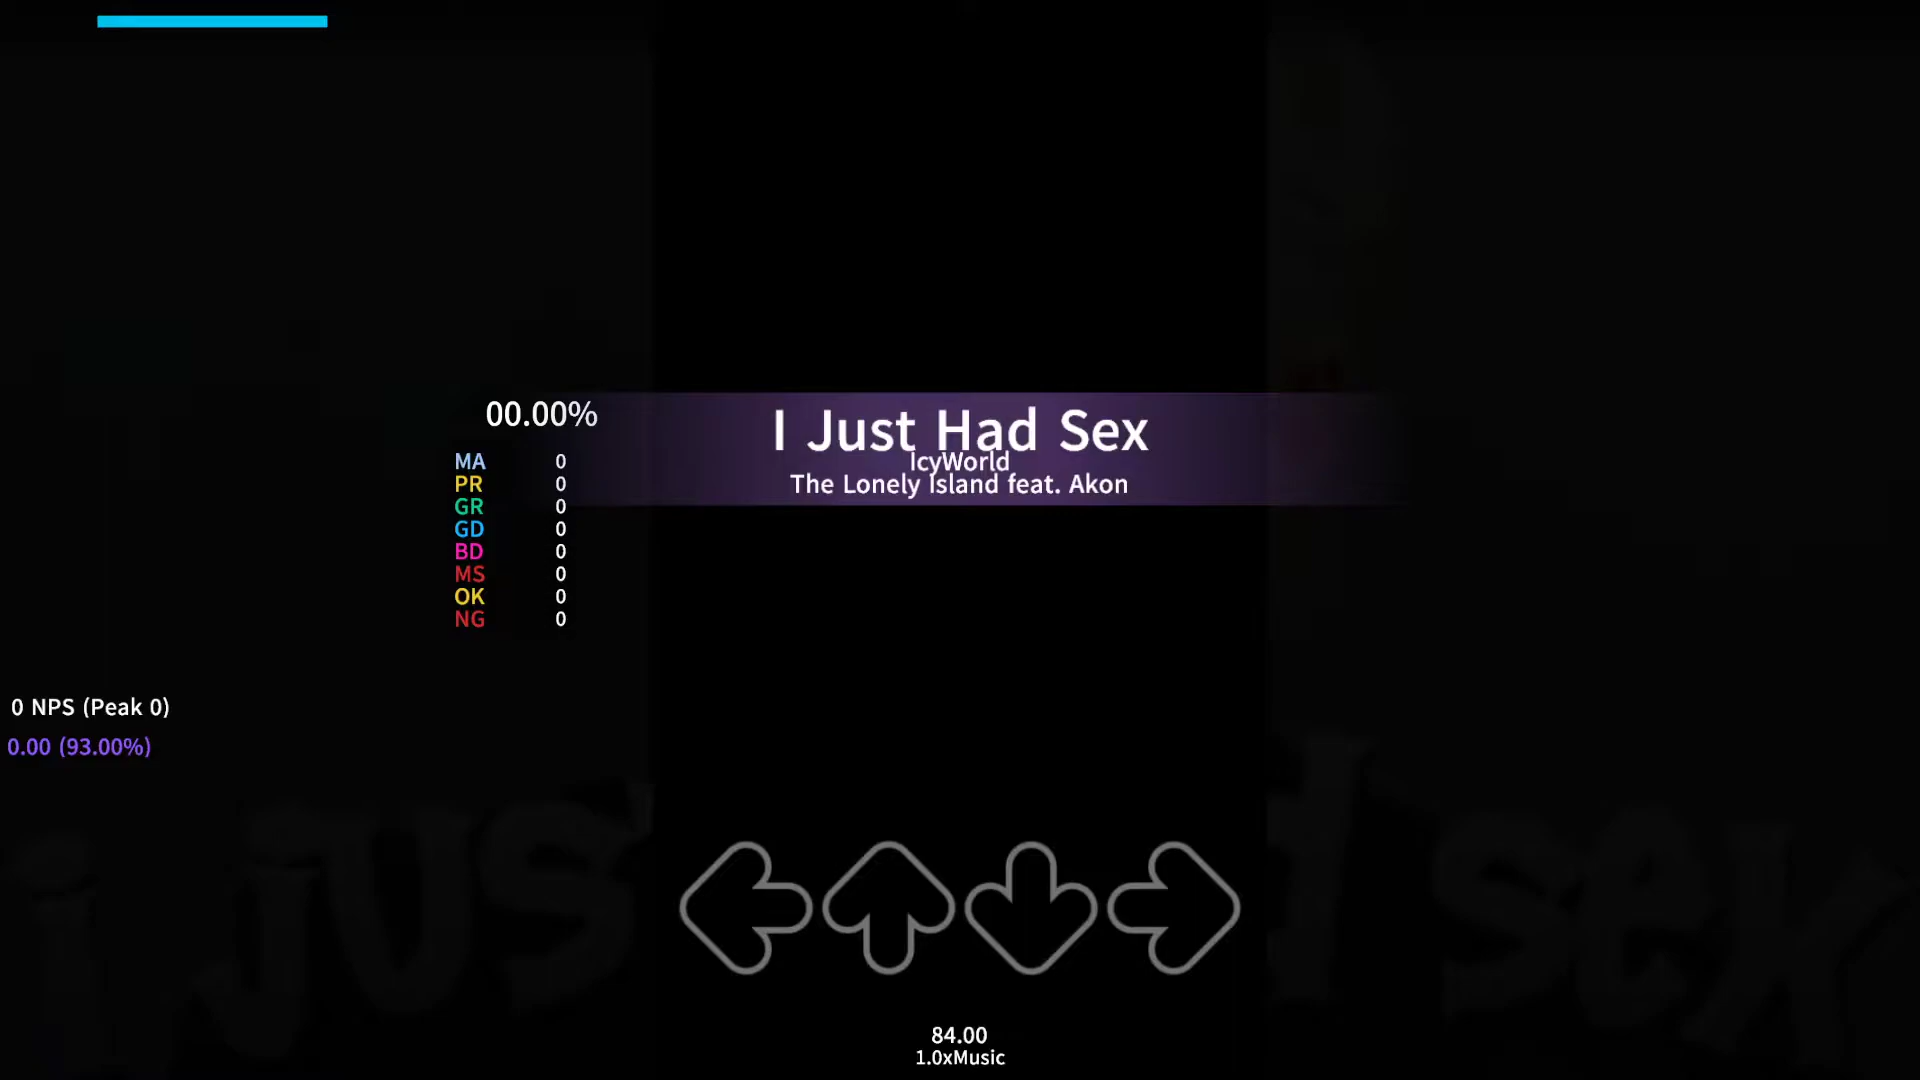 I Just Had Sex
IcyWorld
The Lonely Island feat. Akon
00.00%
MA 0
PR 0
GR 0
GD 0
BD 0
MS 0
OK 0
NG 0
0 NPS (Peak 0)
0.00 (93.00%)
i jus d sex
84.00
1.0xMusic